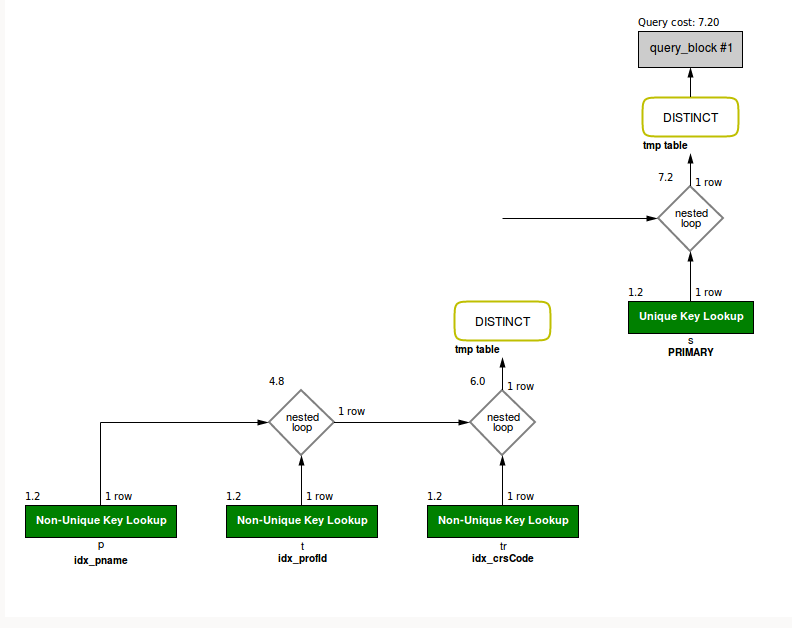 Query cost: 7.20
query_block #1
DISTINCT
tmp table
7.2
1 row
nested
loop
1.2
1 row
Unique Key Lookup
s
PRIMARY
DISTINCT
tmp table
4.8
6.0
1 row
nested
loop
1 row
nested
loop
1.2
1 row
1.2
1 row
1.2
1 row
Non-Unique Key Lookup
Non-Unique Key Lookup
Non-Unique Key Lookup
p
t
tr
idx_pname
idx_profId
idx_crsCode